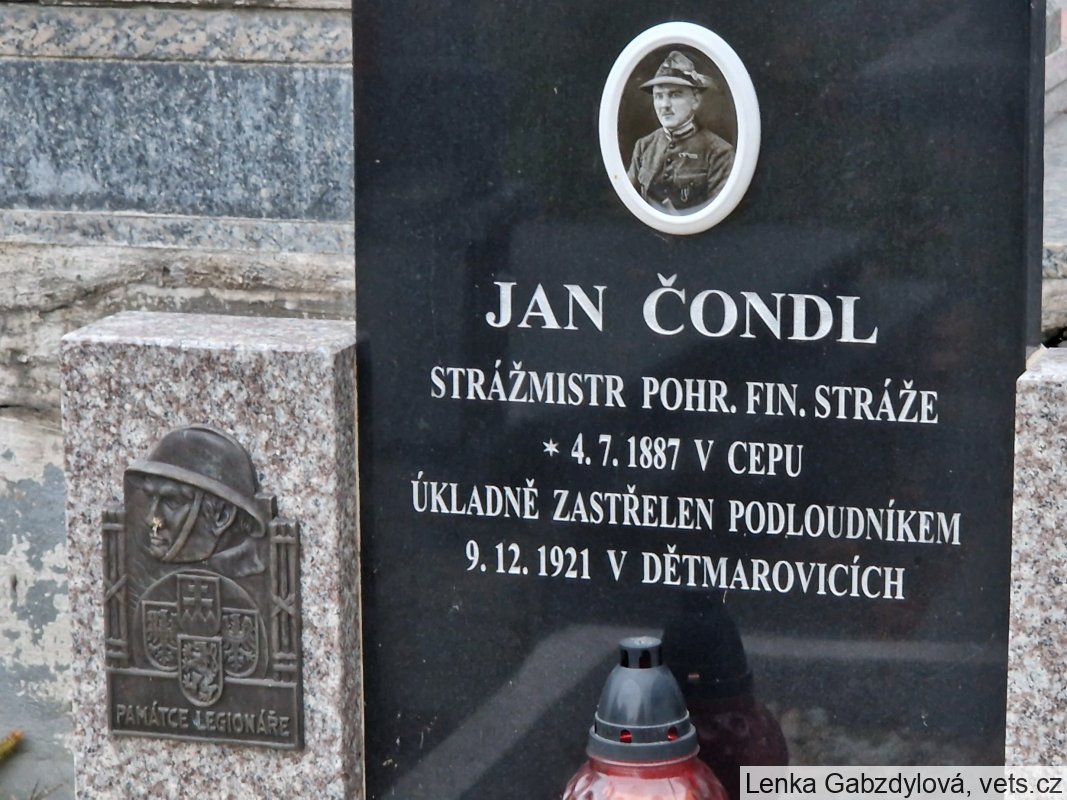 JAN ČONDL
STRÁŽMISTR POHR. FIN. STRÁŽE
* 4. 7. 1887 V CEPU
ÚKLADNĚ ZASTŘELEN PODLOUDNÍKEM
9. 12. 1921 V DĚTMAROVICÍCH
PAMÁTCE LEGIONÁŘE
Lenka Gabzdylová, vets.cz